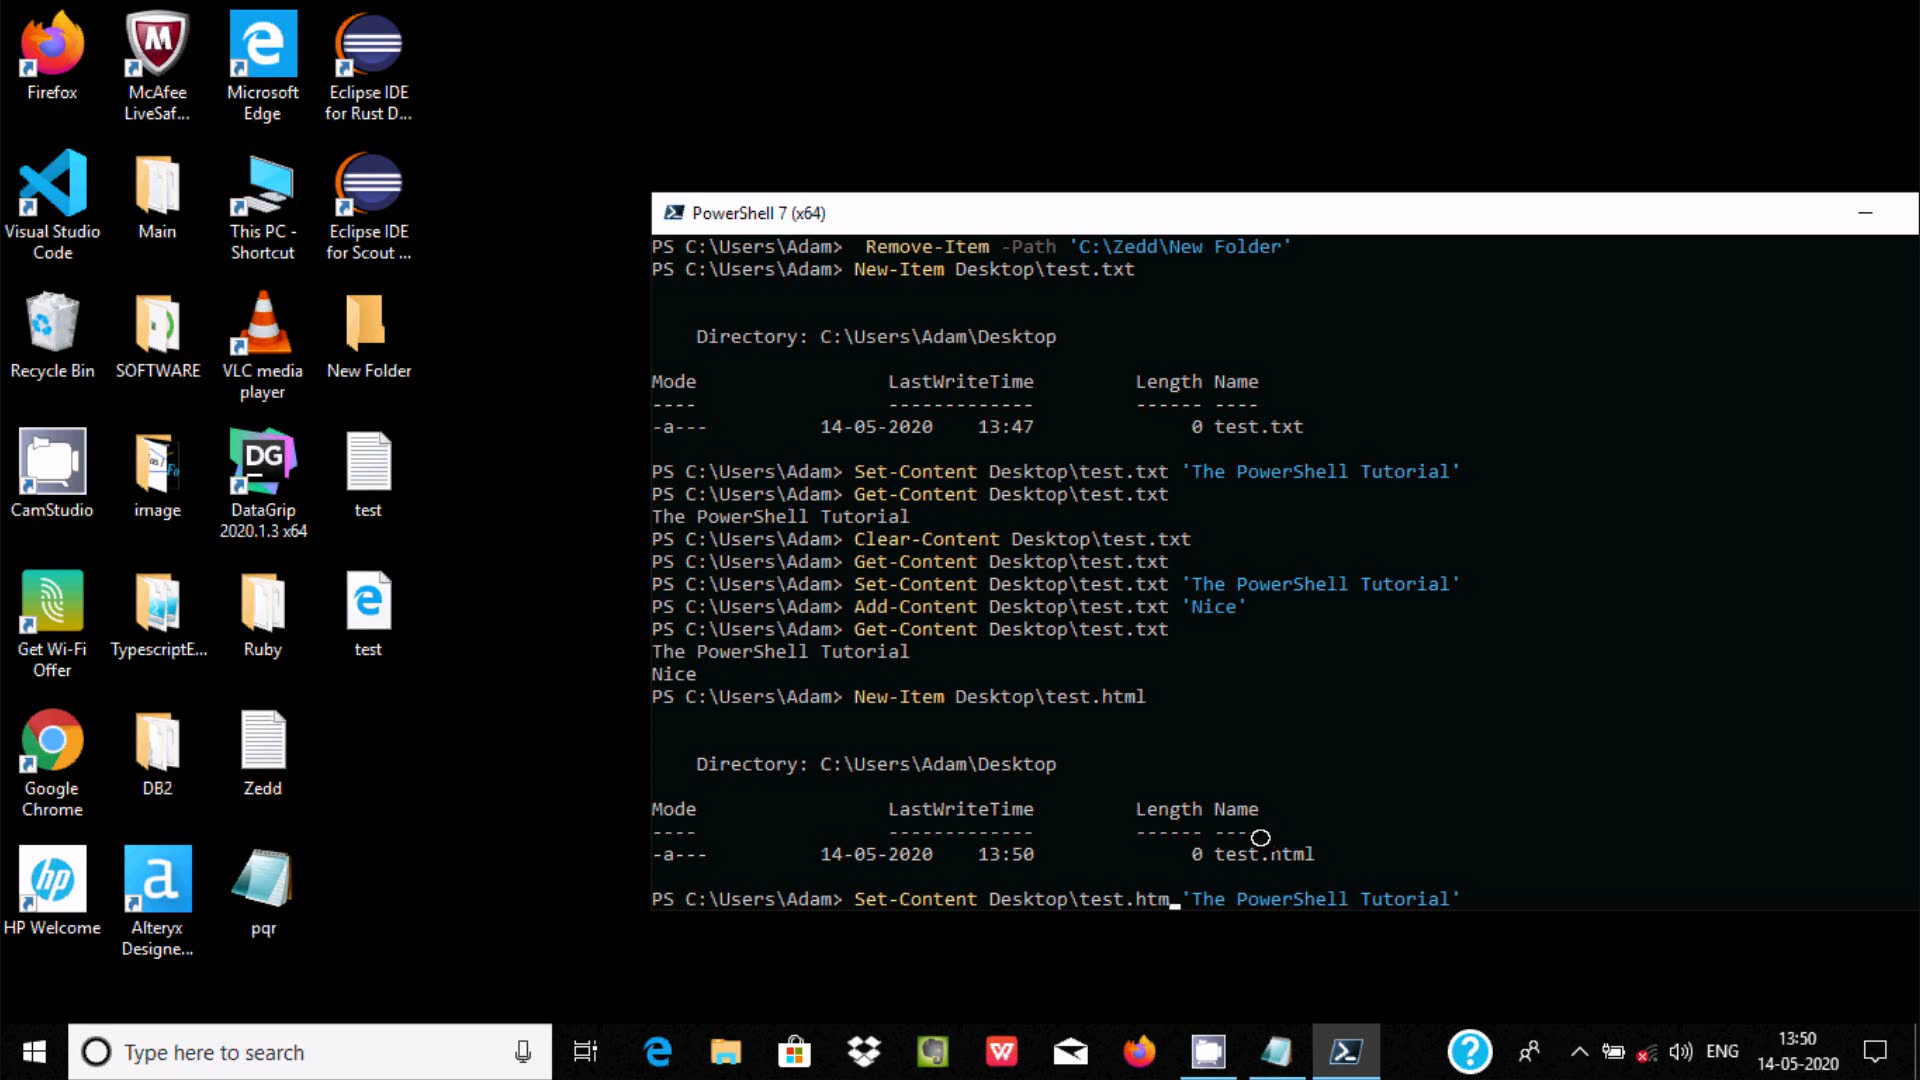 Firefox
McAfee
LiveSaf...
Microsoft
Edge
Eclipse IDE
for Rust D...
Visual Studio
Code
Main
This PC -
Shortcut
Eclipse IDE
for Scout ...
Recycle Bin
SOFTWARE
VLC media
player
New Folder
CamStudio
image
DG
DataGrip
2020.1.3 x64
test
Get Wi-Fi
Offer
TypescriptE...
Ruby
test
Google
Chrome
DB2
Zedd
hp
HP Welcome
a
Alteryx
Designe...
pqr
PowerShell 7 (x64)
PS C:\Users\Adam>  Remove-Item -Path 'C:\Zedd\New Folder'
PS C:\Users\Adam> New-Item Desktop\test.txt
Directory: C:\Users\Adam\Desktop
Mode LastWriteTime Length Name
---- ------------- ------ ----
-a--- 14-05-2020 13:47 0 test.txt
PS C:\Users\Adam> Set-Content Desktop\test.txt 'The PowerShell Tutorial'
PS C:\Users\Adam> Get-Content Desktop\test.txt
The PowerShell Tutorial
PS C:\Users\Adam> Clear-Content Desktop\test.txt
PS C:\Users\Adam> Get-Content Desktop\test.txt
PS C:\Users\Adam> Set-Content Desktop\test.txt 'The PowerShell Tutorial'
PS C:\Users\Adam> Add-Content Desktop\test.txt 'Nice'
PS C:\Users\Adam> Get-Content Desktop\test.txt
The PowerShell Tutorial
Nice
PS C:\Users\Adam> New-Item Desktop\test.html
Directory: C:\Users\Adam\Desktop
Mode LastWriteTime Length Name
---- ------------- ------ ----
-a--- 14-05-2020 13:50 0 test.html
PS C:\Users\Adam> Set-Content Desktop\test.htm 'The PowerShell Tutorial'
Type here to search
ENG
13:50
14-05-2020